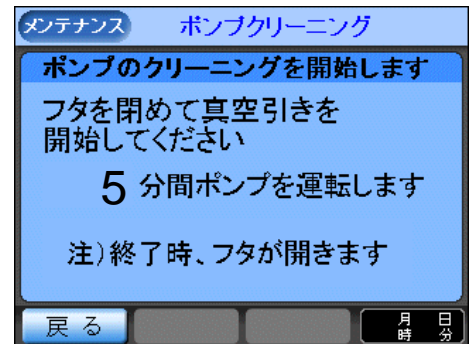 メンテナンス ポンプクリーニング
ポンプのクリーニングを開始します
フタを閉めて真空引きを
開始してください
5 分間ポンプを運転します
注)終了時、フタが開きます
戻る 月 日
時 分